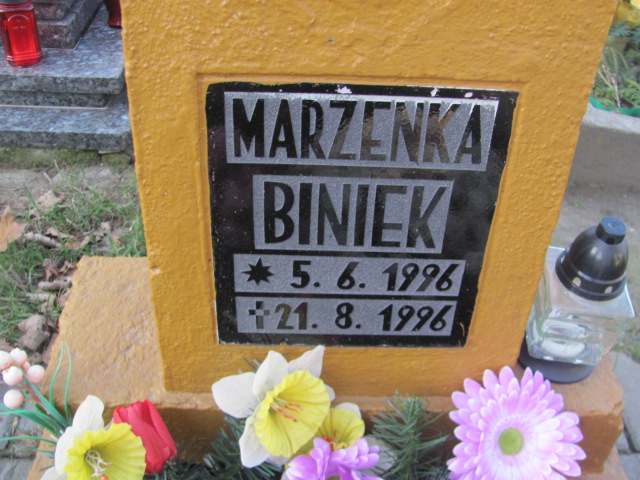 MARZENKA
BINIEK
* 5. 6. 1996
✝ 21. 8. 1996